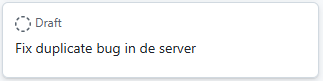 Draft
Fix duplicate bug in de server